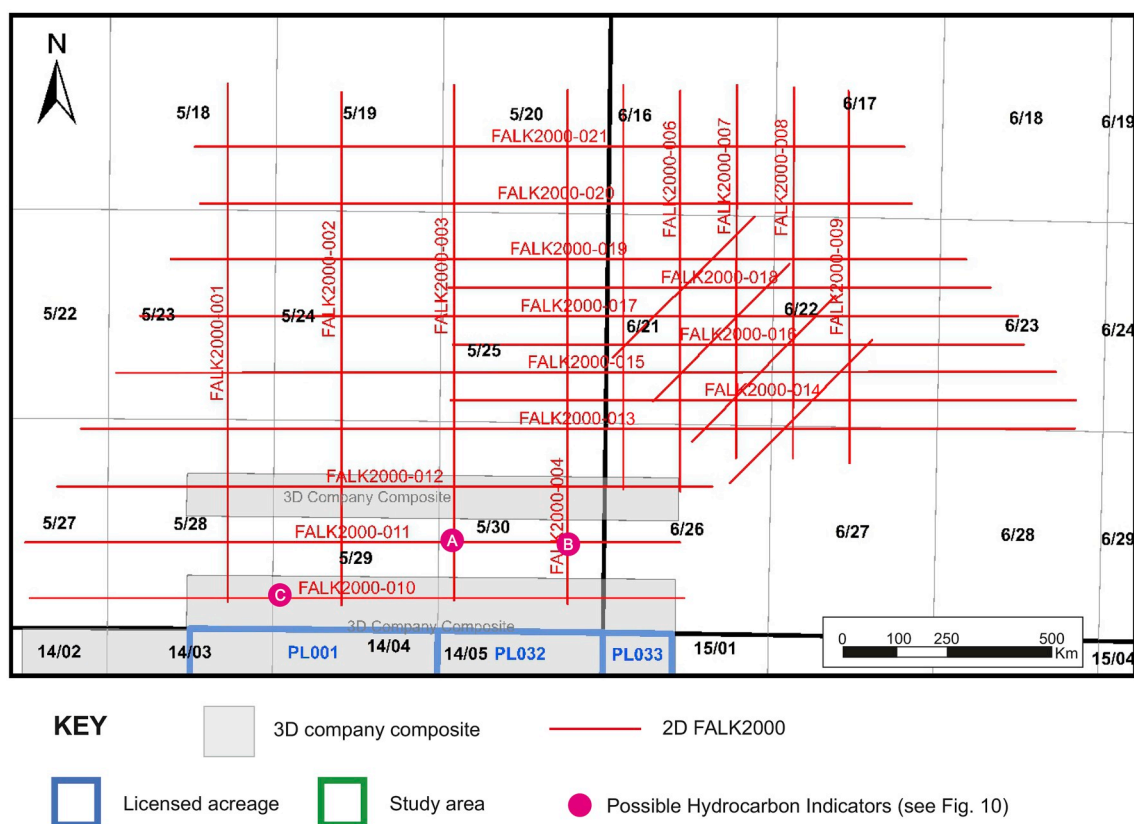 N
5/18
5/19
5/20
6/16
6/17
6/18
6/19
FALK2000-021
FALK2000-006
FALK2000-007
FALK2000-008
FALK2000-020
FALK2000-002
FALK2000-003
FALK2000-019
FALK2000-009
FALK2000-018
FALK2000-001
5/22
5/23
5/24
FALK2000-017
6/21
6/22
6/23
6/24
FALK2000-016
5/25
FALK2000-015
FALK2000-014
FALK2000-013
FALK2000-012
3D Company Composite
FALK2000-004
5/27
5/28
FALK2000-011
5/29
A
5/30
B
6/26
6/27
6/28
6/29
C
FALK2000-010
3D Company Composite
14/02
14/03
PL001
14/04
14/05
PL032
PL033
15/01
15/04
0 100 250 500
Km
KEY
3D company composite
2D FALK2000
Licensed acreage
Study area
Possible Hydrocarbon Indicators (see Fig. 10)